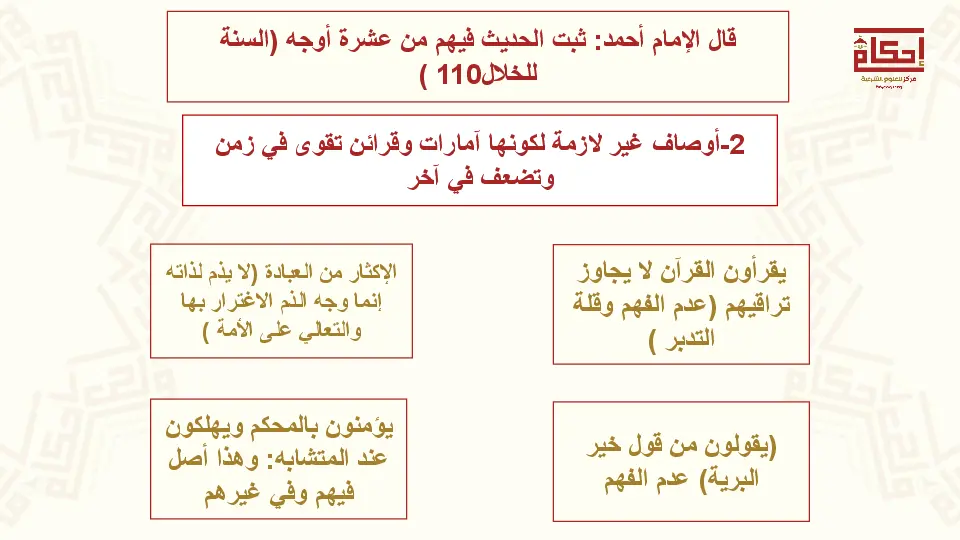 قال الإمام أحمد: ثبت الحديث فيهم من عشرة أوجه (السنة
للخلال110 )
إحكام
مركز للعلوم الشرعية
2-أوصاف غير لازمة لكونها آمارات وقرائن تقوى في زمن
وتضعف في آخر
يقرأون القرآن لا يجاوز
تراقيهم (عدم الفهم وقلة
التدبر )
الإكثار من العبادة (لا يذم لذاته
إنما وجه الذم الاغترار بها
والتعالي على الأمة )
(يقولون من قول خير
البرية) عدم الفهم
يؤمنون بالمحكم ويهلكون
عند المتشابه: وهذا أصل
فيهم وفي غيرهم